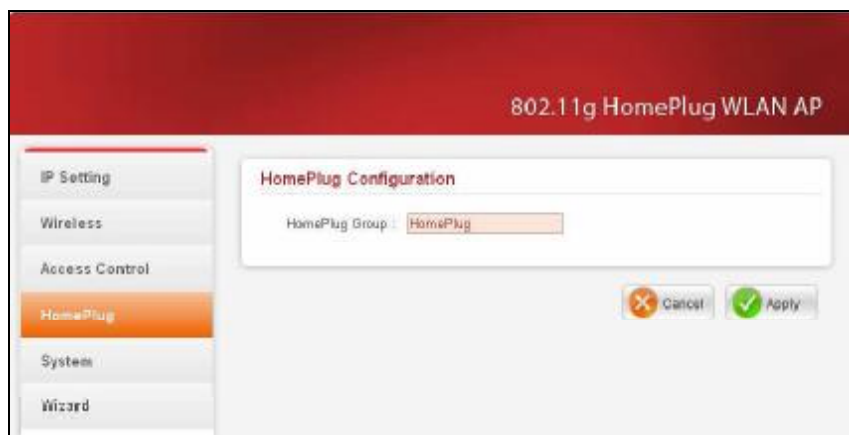 802.11g HomePlug WLAN AP
IP Setting
Wireless
Access Control
HomePlug
System
Wizard
HomePlug Configuration
HomePlug Group : HomePlug
Cancel
Apply